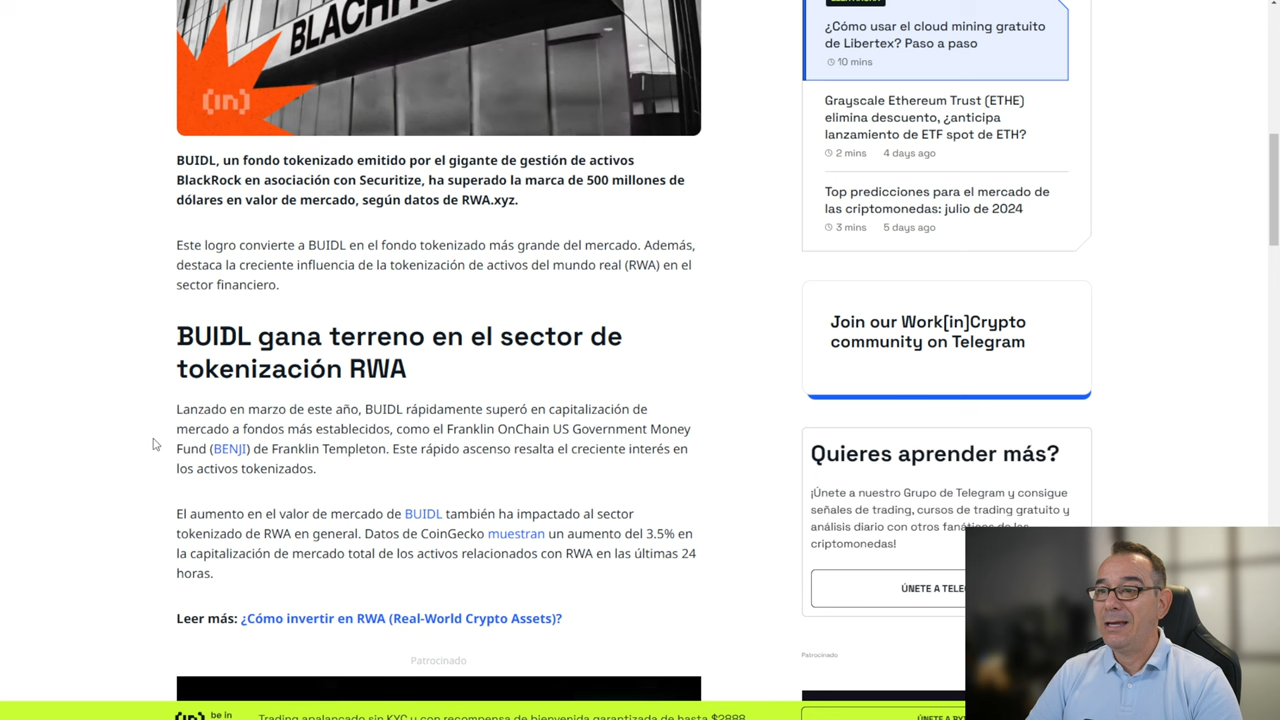 BLACKRO
(in)
BUIDL, un fondo tokenizado emitido por el gigante de gestión de activos
BlackRock en asociación con Securitize, ha superado la marca de 500 millones de
dólares en valor de mercado, según datos de RWA.xyz.
Este logro convierte a BUIDL en el fondo tokenizado más grande del mercado. Además,
destaca la creciente influencia de la tokenización de activos del mundo real (RWA) en el
sector financiero.
BUIDL gana terreno en el sector de
tokenización RWA
Lanzado en marzo de este año, BUIDL rápidamente superó en capitalización de
mercado a fondos más establecidos, como el Franklin OnChain US Government Money
Fund (BENJI) de Franklin Templeton. Este rápido ascenso resalta el creciente interés en
los activos tokenizados.
El aumento en el valor de mercado de BUIDL también ha impactado al sector
tokenizado de RWA en general. Datos de CoinGecko muestran un aumento del 3.5% en
la capitalización de mercado total de los activos relacionados con RWA en las últimas 24
horas.
Leer más: ¿Cómo invertir en RWA (Real-World Crypto Assets)?
Patrocinado
¿Cómo usar el cloud mining gratuito
de Libertex? Paso a paso
10 mins
Grayscale Ethereum Trust (ETHE)
elimina descuento, ¿anticipa
lanzamiento de ETF spot de ETH?
2 mins 4 days ago
Top predicciones para el mercado de
las criptomonedas: julio de 2024
3 mins 5 days ago
Join our Work[in]Crypto
community on Telegram
Quieres aprender más?
¡Únete a nuestro Grupo de Telegram y consigue
señales de trading, cursos de trading gratuito y
análisis diario con otros fanáticos de las
criptomonedas!
ÚNETE A TELE
Patrocinado
(in) be in
Trading apalancado sin KYC y con recompensa de bienvenida garantizada de hasta $2888